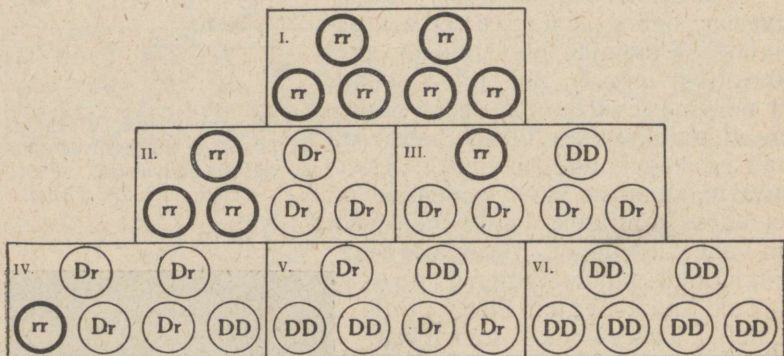 I. rr rr
rr rr rr rr
II. rr Dr III. rr DD
rr rr Dr Dr Dr Dr Dr Dr
IV. Dr Dr V. Dr DD VI. DD DD
rr Dr Dr DD DD DD Dr Dr DD DD DD DD